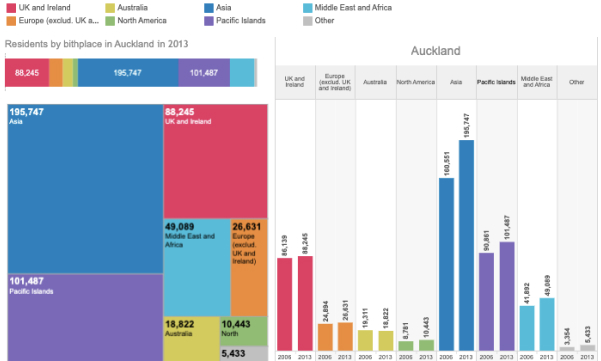 UK and Ireland
Australia
Asia
Middle East and Africa
Europe (excl. UK a...
North America
Pacific Islands
Other
Residents by bithplace in Auckland in 2013
88,245
195,747
101,487
195,747
Asia
88,245
UK and Ireland
49,089
Middle East and
Africa
26,631
Europe
(excl.
UK and
Ireland)
101,487
Pacific Islands
18,822
Australia
10,443
North
5,433
Auckland
UK and
Ireland
Europe
(excl. UK
and Ireland)
Australia
North America
Asia
Pacific Islands
Middle East
and Africa
Other
86,139
88,245
24,894
26,631
19,311
18,822
8,781
10,443
160,551
195,747
90,861
101,487
41,892
49,089
3,354
5,433
2006 2013 2006 2013 2006 2013 2006 2013 2006 2013 2006 2013 2006 2013 2006 2013